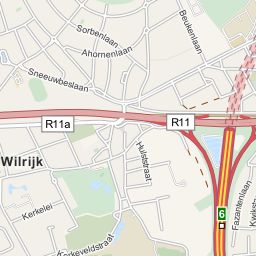 Sorbenlaan
Ahornenlaan
Beukenlaan
Sneeuwbeslaan
R11a
R11
Wilrijk
Hulststraat
Kerkelei
Fazantenlaan
6
Kerkeveldstraat